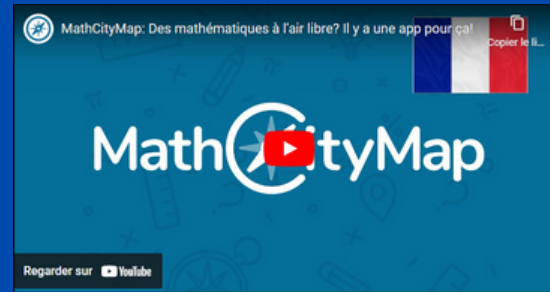 MathCityMap: Des mathématiques à l'air libre? Il y a une app pour ça!
Copier le li...
MathCityMap
Regarder sur YouTube